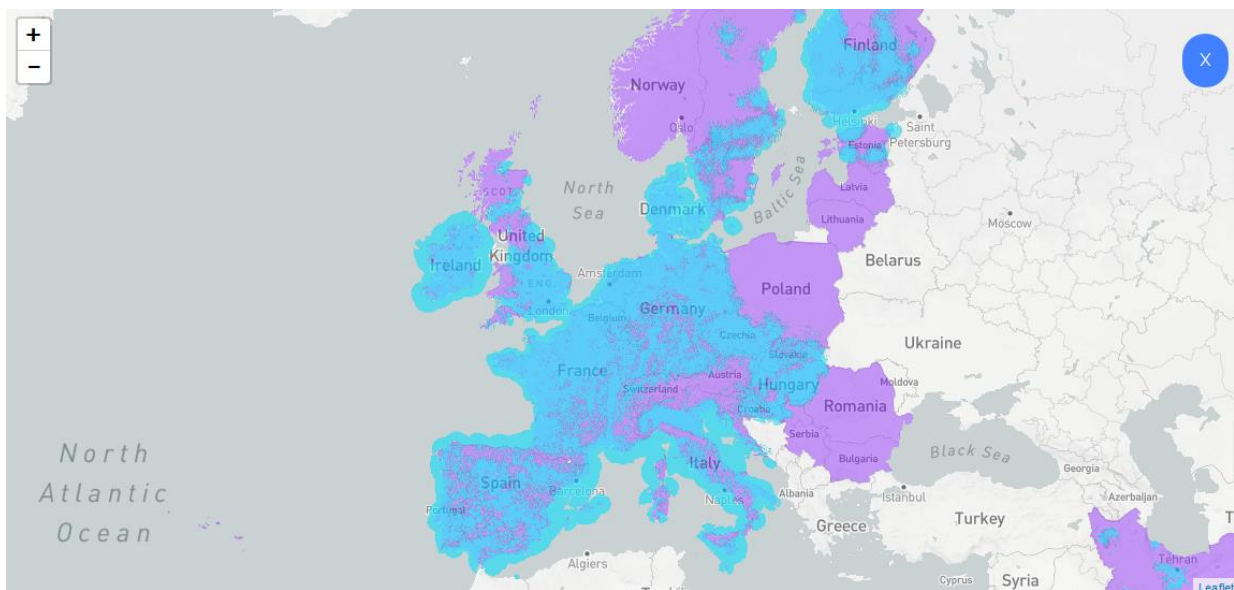 +
−
X
Finland
Norway
Oslo
Helsinki
Saint
Petersburg
Estonia
SCOT.
North
Sea
Baltic Sea
Latvia
Denmark
Lithuania
Moscow
United
Kingdom
Ireland
Amsterdam
Belarus
ENG.
London
Poland
Germany
Belgium
Czechia
Ukraine
Slovakia
France
Austria
Switzerland
Hungary
Moldova
Croatia
Romania
Serbia
North
Atlantic
Ocean
Italy
Bulgaria
Black Sea
Georgia
Spain
Barcelona
Naples
Albania
Istanbul
Azerbaijan
Portugal
Greece
Turkey
T
Algiers
Tehran
Cyprus
Syria
Leaflet